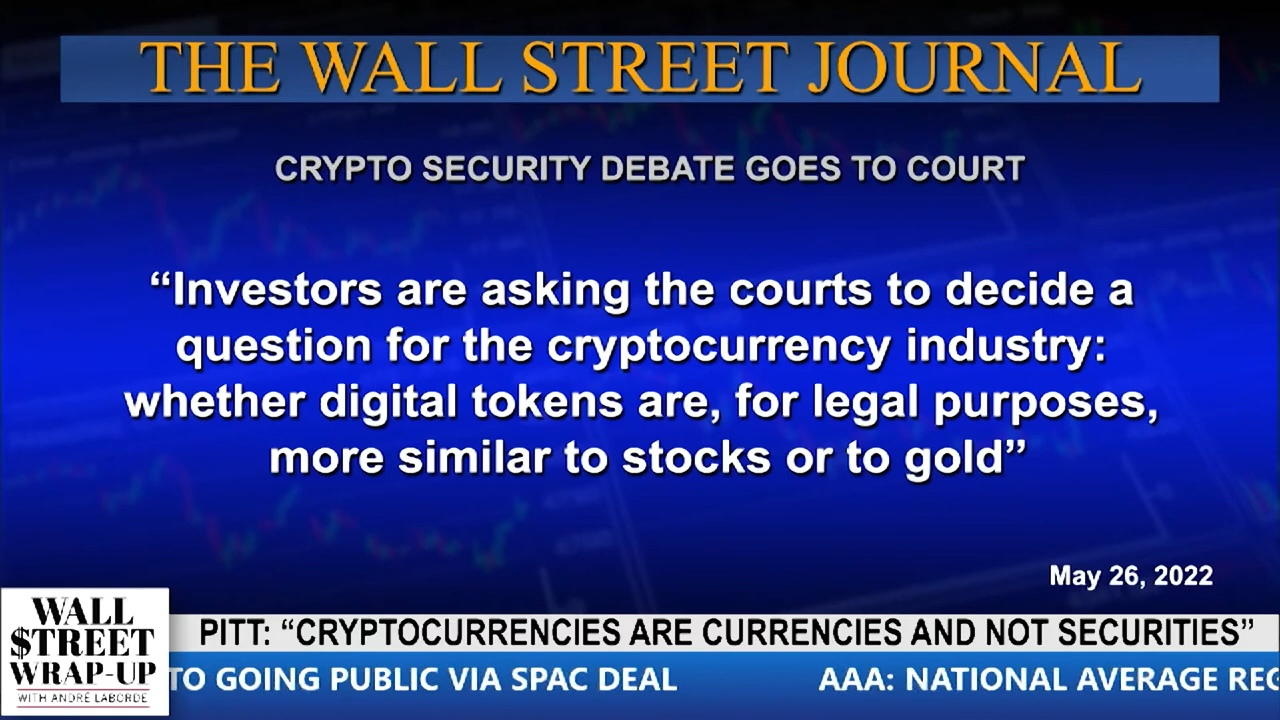 THE WALL STREET JOURNAL
CRYPTO SECURITY DEBATE GOES TO COURT
“Investors are asking the courts to decide a
question for the cryptocurrency industry:
whether digital tokens are, for legal purposes,
more similar to stocks or to gold”
May 26, 2022
WALL
$TREET
WRAP-UP
WITH ANDRÉ LABORDE
PITT: “CRYPTOCURRENCIES ARE CURRENCIES AND NOT SECURITIES”
TO GOING PUBLIC VIA SPAC DEAL
AAA: NATIONAL AVERAGE REG